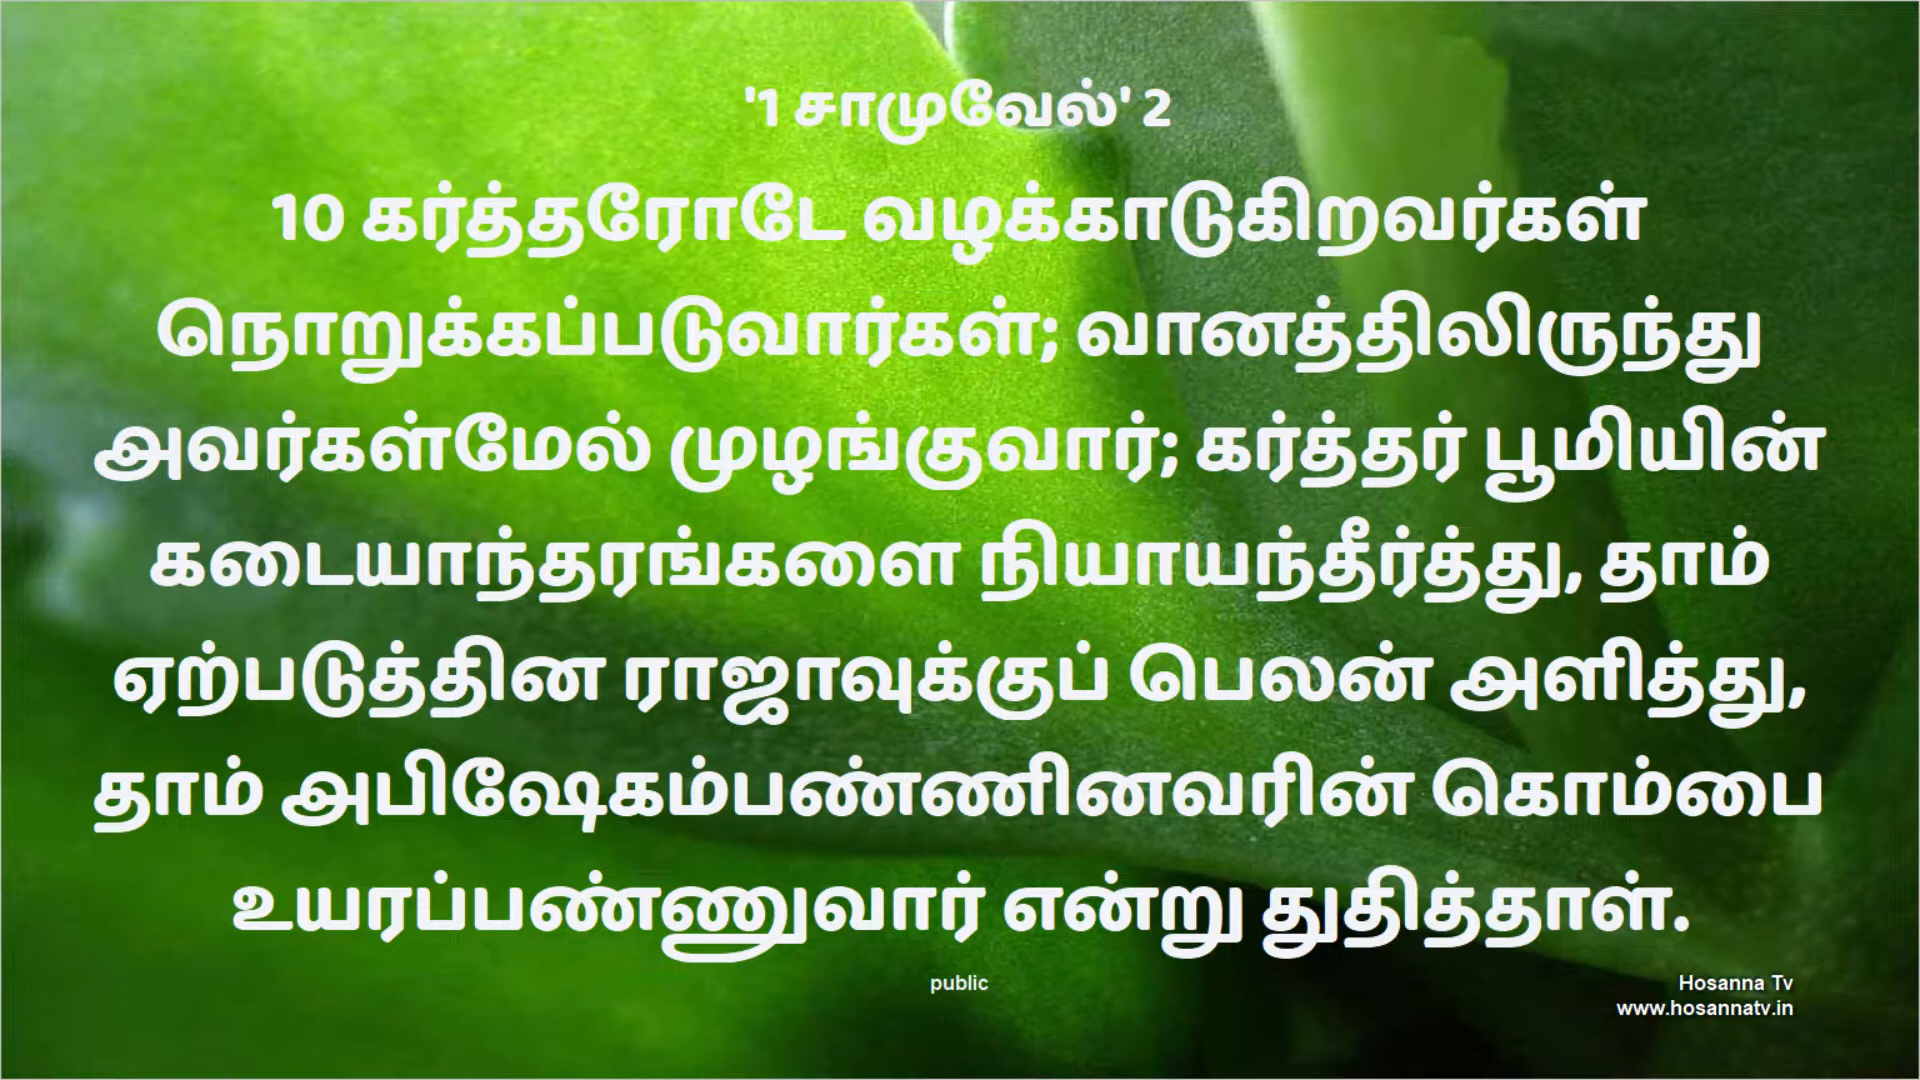 '1 சாமுவேல்' 2
10 கர்த்தரோடே வழக்காடுகிறவர்கள்
நொறுக்கப்படுவார்கள்; வானத்திலிருந்து
அவர்கள்மேல் முழங்குவார்; கர்த்தர் பூமியின்
கடையாந்தரங்களை நியாயந்தீர்த்து, தாம்
ஏற்படுத்தின ராஜாவுக்குப் பெலன் அளித்து,
தாம் அபிஷேகம்பண்ணினவரின் கொம்பை
உயரப்பண்ணுவார் என்று துதித்தாள்.
public
Hosanna Tv
www.hosannatv.in